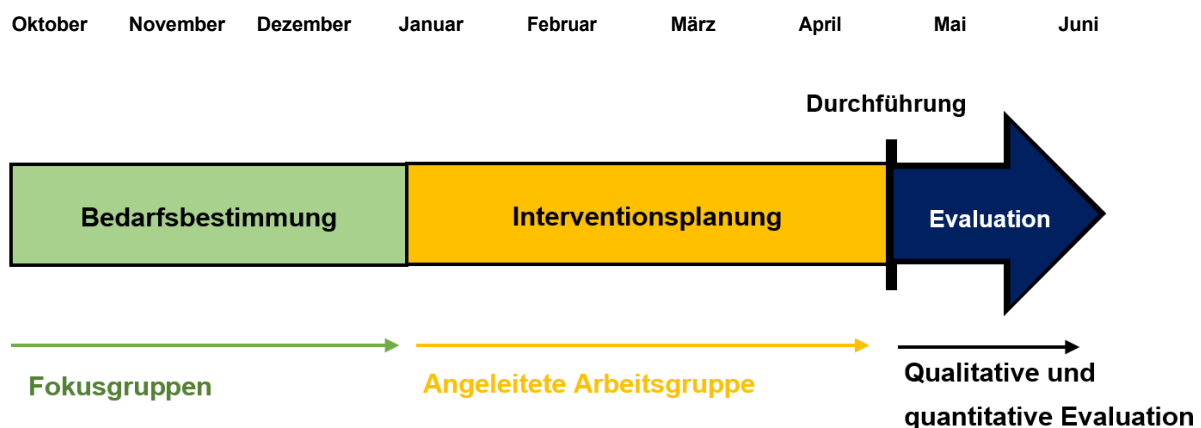 Oktober November Dezember Januar Februar März April Mai Juni
Durchführung
Bedarfsbestimmung Interventionsplanung Evaluation
Fokusgruppen Angeleitete Arbeitsgruppe Qualitative und
quantitative Evaluation